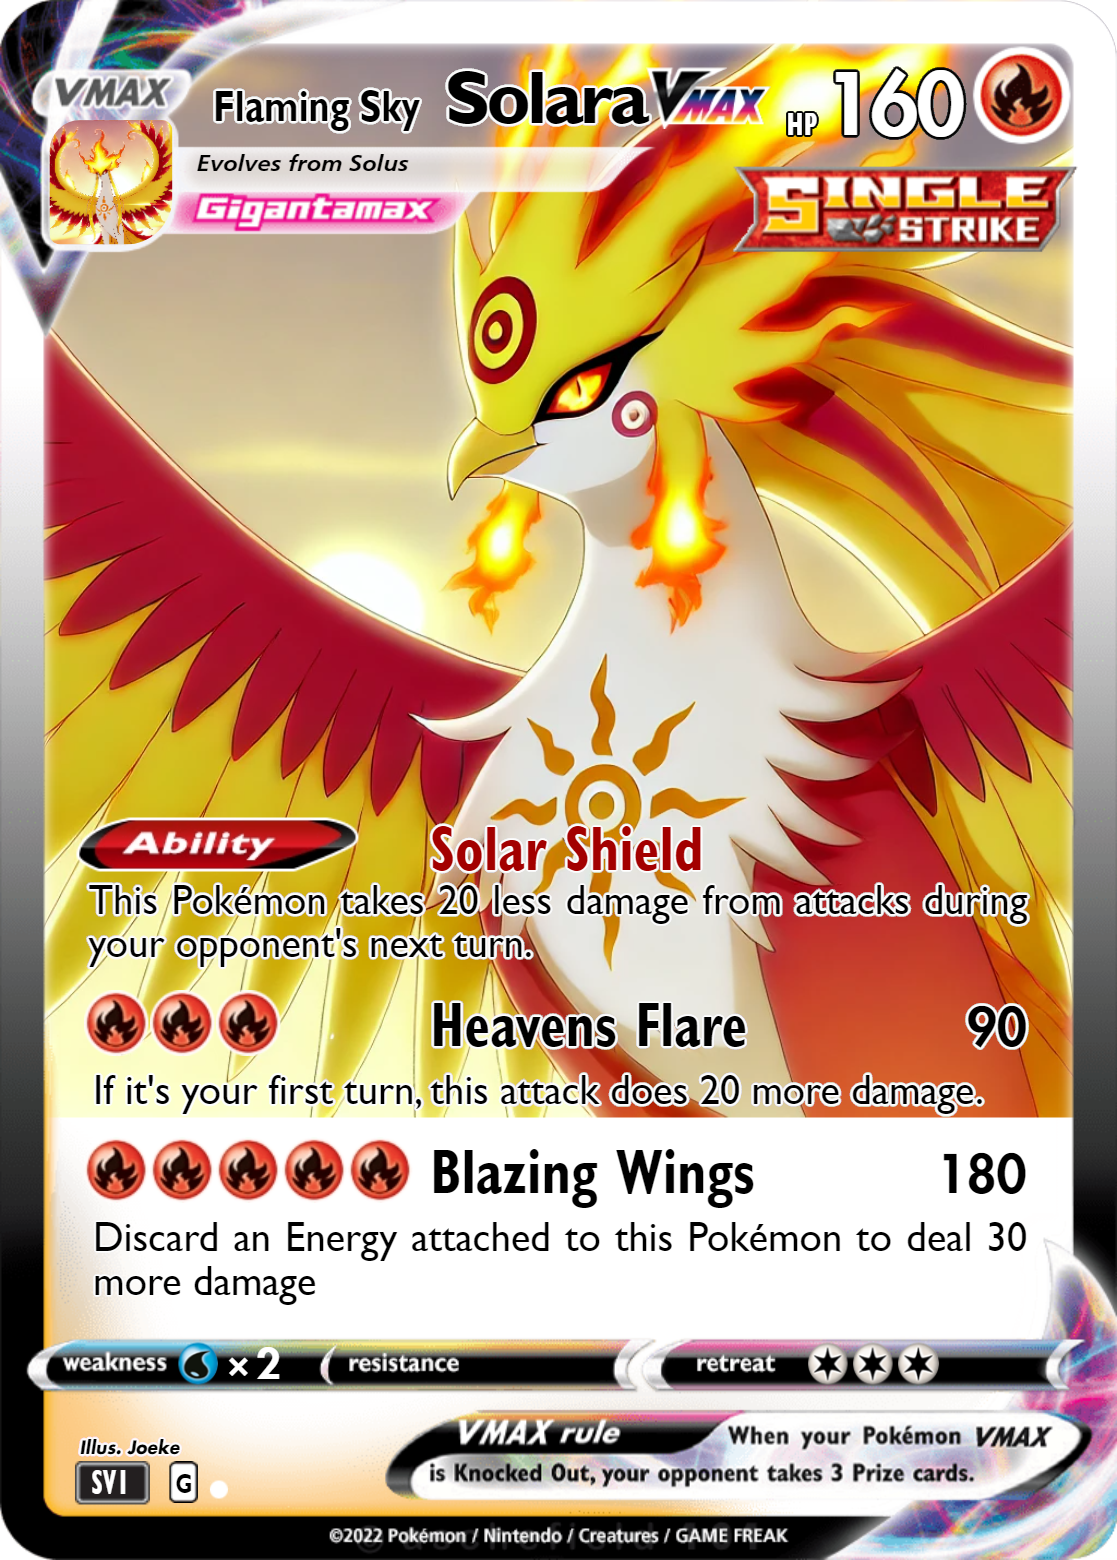 VMAX
Flaming Sky Solara VMAX HP 160
Evolves from Solus
Gigantamax
SINGLE
STRIKE
Ability Solar Shield
This Pokémon takes 20 less damage from attacks during
your opponent's next turn.
Heavens Flare 90
If it's your first turn, this attack does 20 more damage.
Blazing Wings 180
Discard an Energy attached to this Pokémon to deal 30
more damage
weakness ×2 resistance retreat
VMAX rule When your Pokémon VMAX
is Knocked Out, your opponent takes 3 Prize cards.
Illus. Joeke
SVI G
©2022 Pokémon / Nintendo / Creatures / GAME FREAK